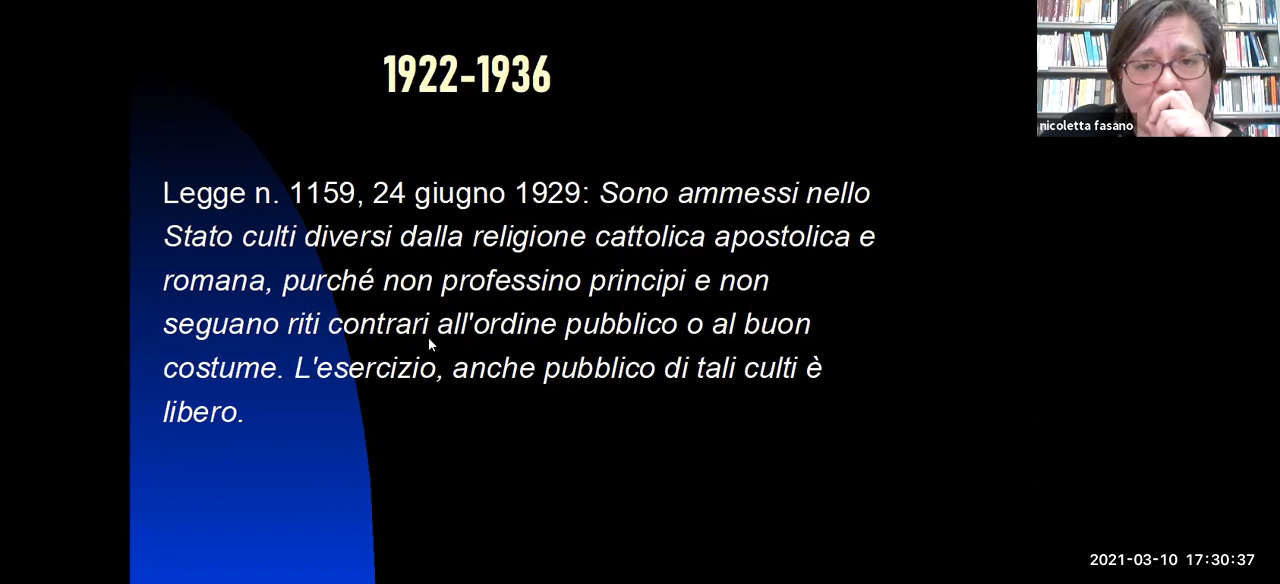 1922-1936
nicoletta fasano
Legge n. 1159, 24 giugno 1929: Sono ammessi nello
Stato culti diversi dalla religione cattolica apostolica e
romana, purché non professino principi e non
seguano riti contrari all'ordine pubblico o al buon
costume. L'esercizio, anche pubblico di tali culti è
libero.
2021-03-10 17:30:37